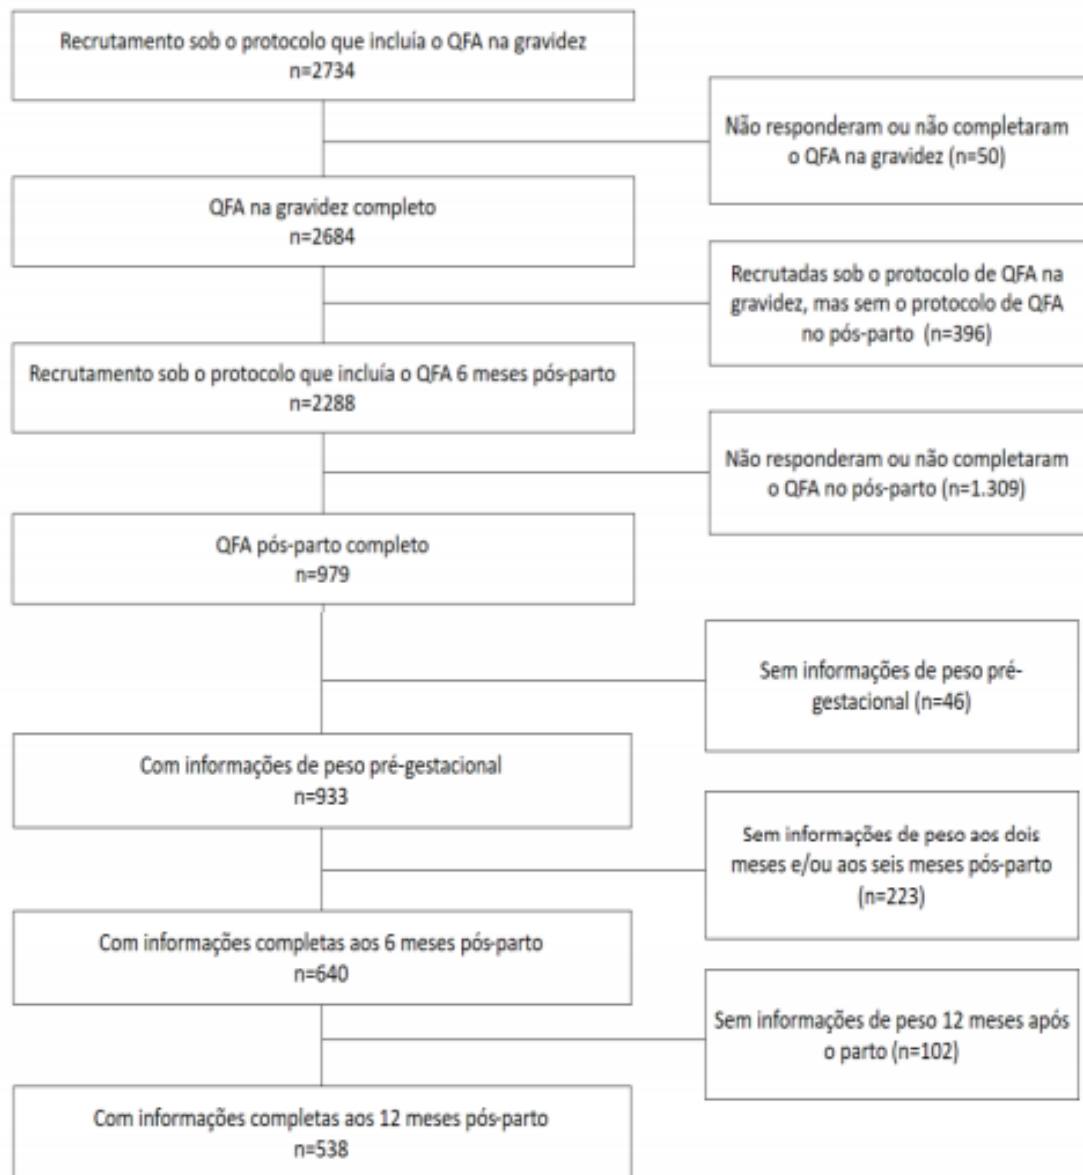 Recrutamento sob o protocolo que incluía o QFA na gravidez
n=2734
Não responderam ou não completaram
o QFA na gravidez (n=50)
QFA na gravidez completo
n=2684
Recrutadas sob o protocolo de QFA na
gravidez, mas sem o protocolo de QFA
no pós-parto (n=396)
Recrutamento sob o protocolo que incluía o QFA 6 meses pós-parto
n=2288
Não responderam ou não completaram
o QFA no pós-parto (n=1.309)
QFA pós-parto completo
n=979
Sem informações de peso pré-
gestacional (n=46)
Com informações de peso pré-gestacional
n=933
Sem informações de peso aos dois
meses e/ou aos seis meses pós-parto
(n=223)
Com informações completas aos 6 meses pós-parto
n=640
Sem informações de peso 12 meses após
o parto (n=102)
Com informações completas aos 12 meses pós-parto
n=538